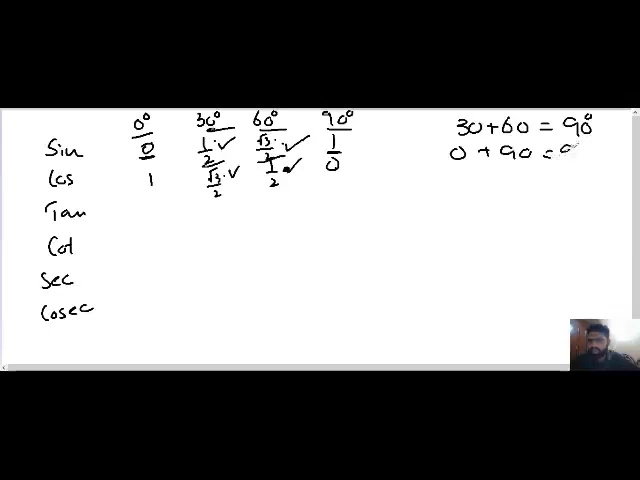 0° 30° 60° 90° 30+60 = 90°
Sin 0 1/2 ✓ √3/2 ✓ 1 0 + 90 = 9
Cos 1 √3/2 ✓ 1/2 ✓ 0
Tan
Cot
Sec
Cosec